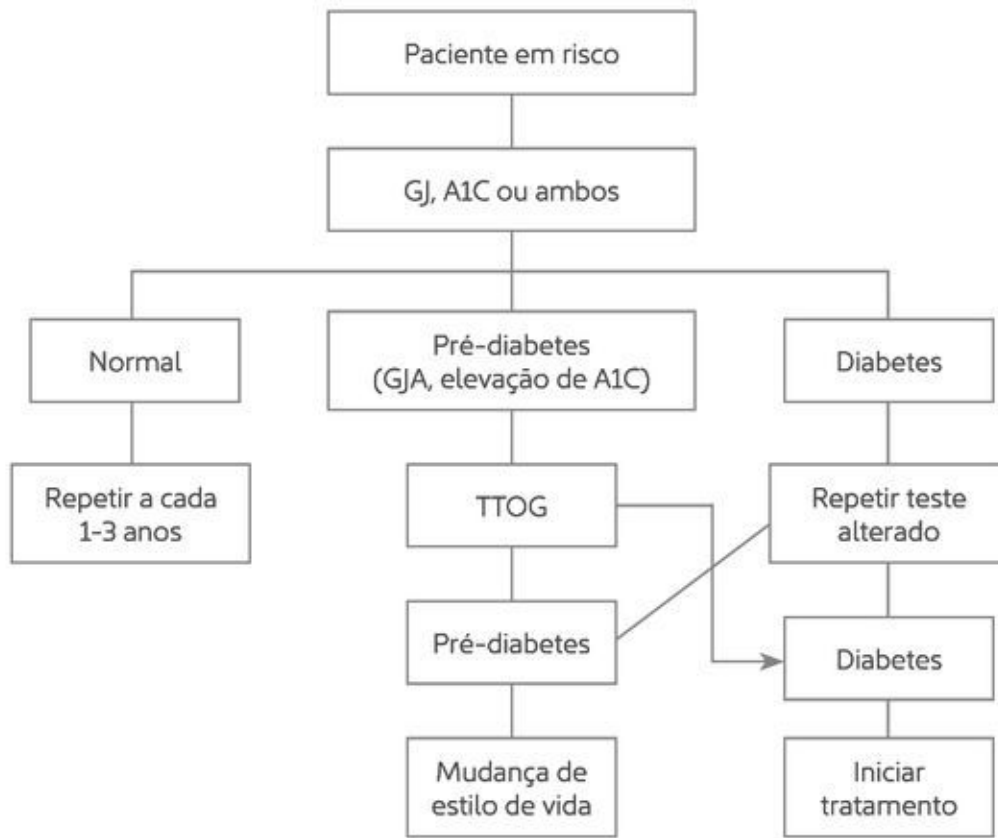 Paciente em risco
GJ, A1C ou ambos
Normal
Pré-diabetes
(GJA, elevação de A1C)
Diabetes
Repetir a cada
1-3 anos
TTOG
Repetir teste
alterado
Pré-diabetes
Diabetes
Mudança de
estilo de vida
Iniciar
tratamento